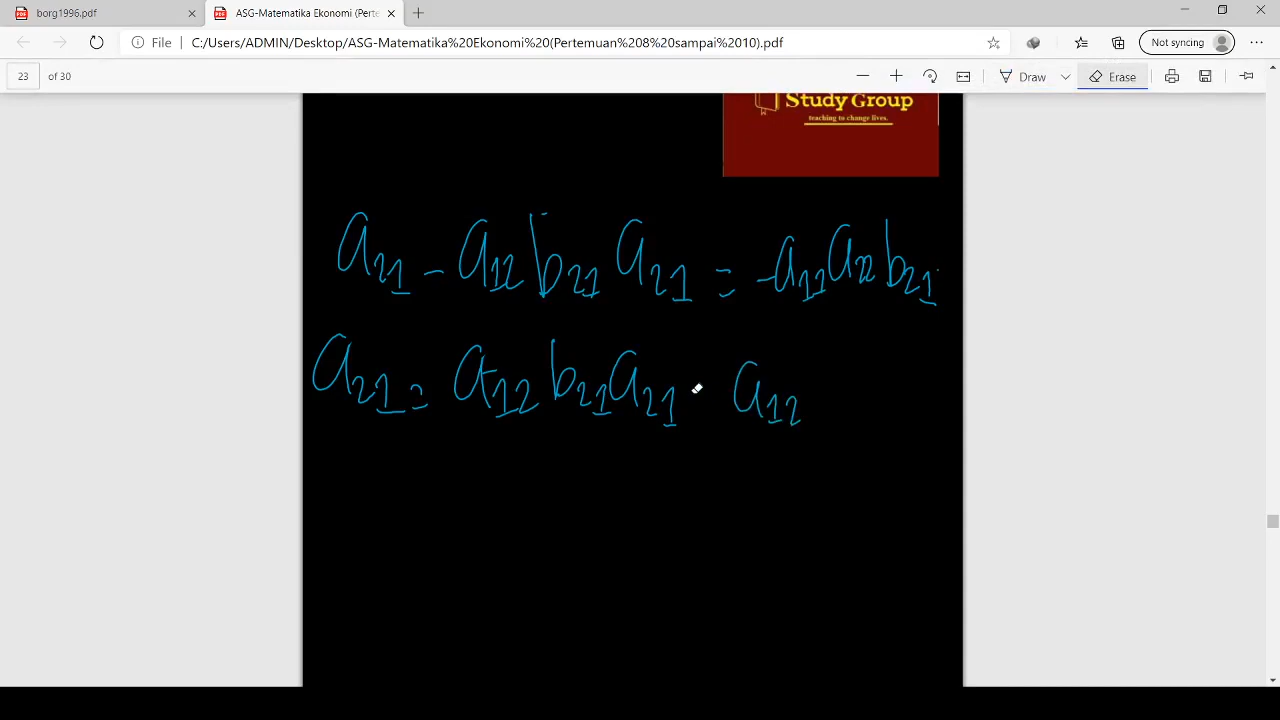 borg1996.pdf
ASG-Matematika Ekonomi (Perte
File
C:/Users/ADMIN/Desktop/ASG-Matematika%20Ekonomi%20(Pertemuan%208%20sampai%2010).pdf
Not syncing
23 of 30
Draw
Erase
Study Group
teaching to change lives.
a21 - a12 b21 a21 = -a11 a22 b21
a21 = a12 b21 a21 · a12